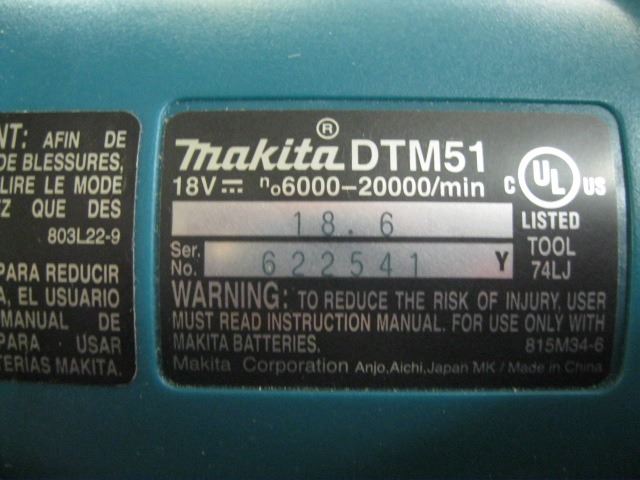 NT: AFIN DE
DE BLESSURES,
LIRE LE MODE
EZ QUE DES
803L22-9
PARA REDUCIR
A, EL USUARIO
MANUAL DE
PARA USAR
TERIAS MAKITA.
makita® DTM51
18V⎓ n₀6000-20000/min
18.6
Ser. No. 622541 Y
C UL® US
LISTED
TOOL
74LJ
WARNING: TO REDUCE THE RISK OF INJURY, USER
MUST READ INSTRUCTION MANUAL. FOR USE ONLY WITH
MAKITA BATTERIES. 815M34-6
Makita Corporation Anjo,Aichi,Japan MK / Made in China